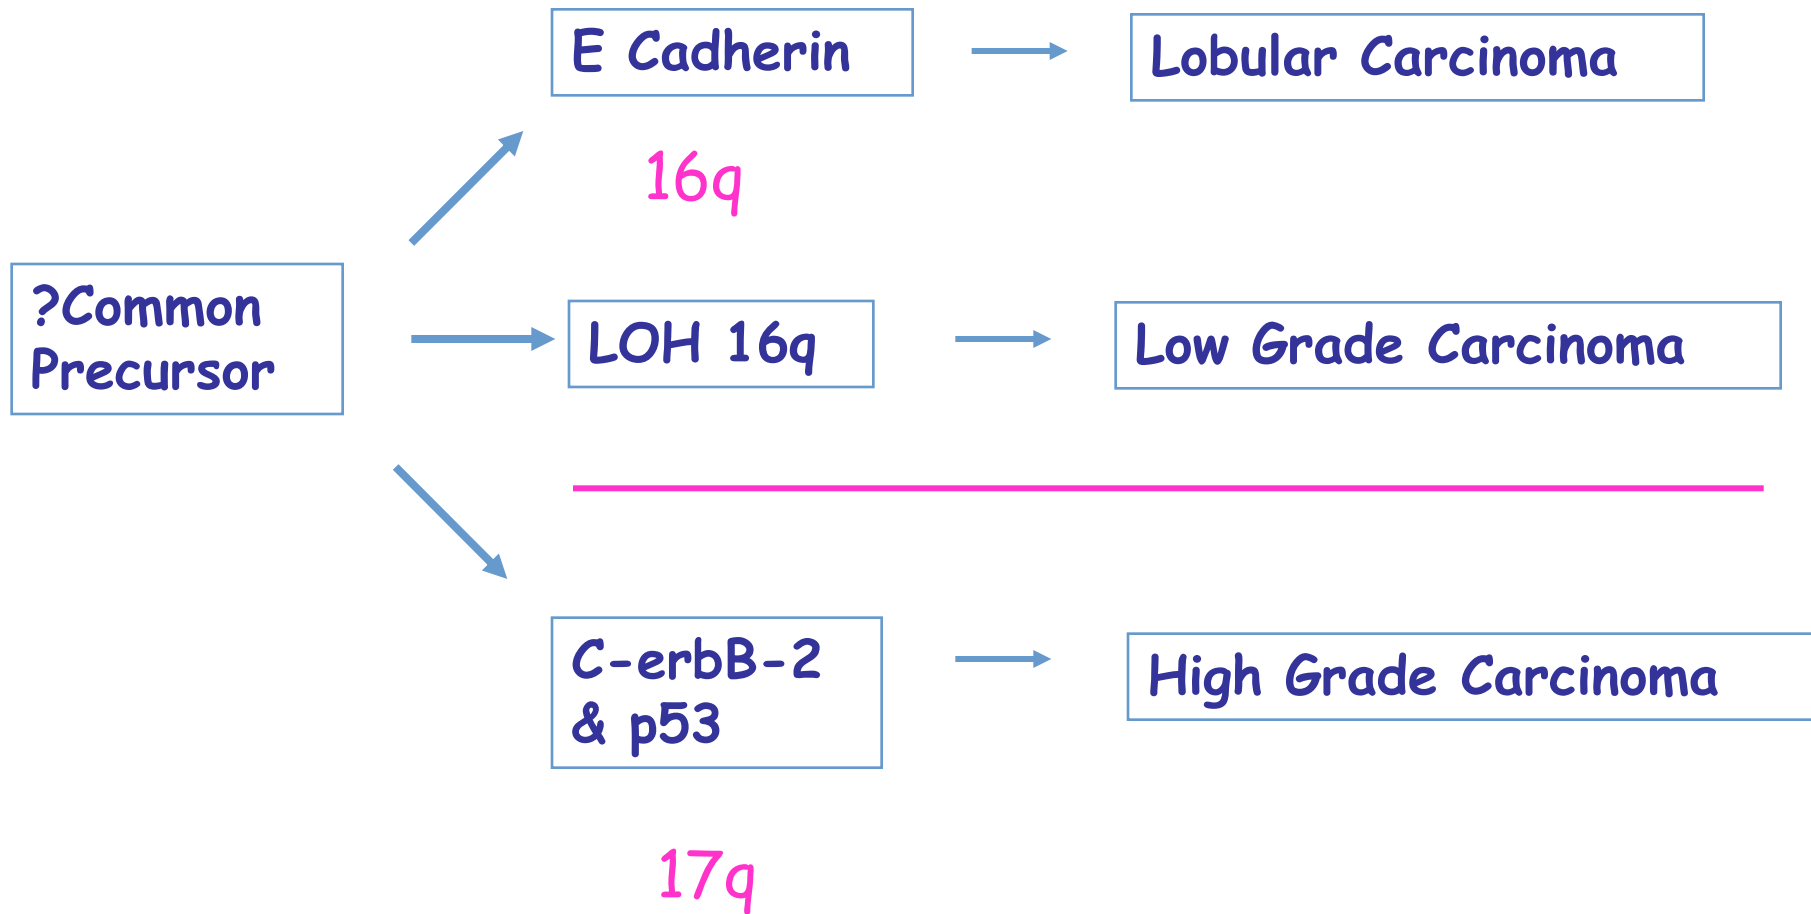 E Cadherin
Lobular Carcinoma
16q
?Common
Precursor
LOH 16q
Low Grade Carcinoma
C-erbB-2
& p53
High Grade Carcinoma
17q